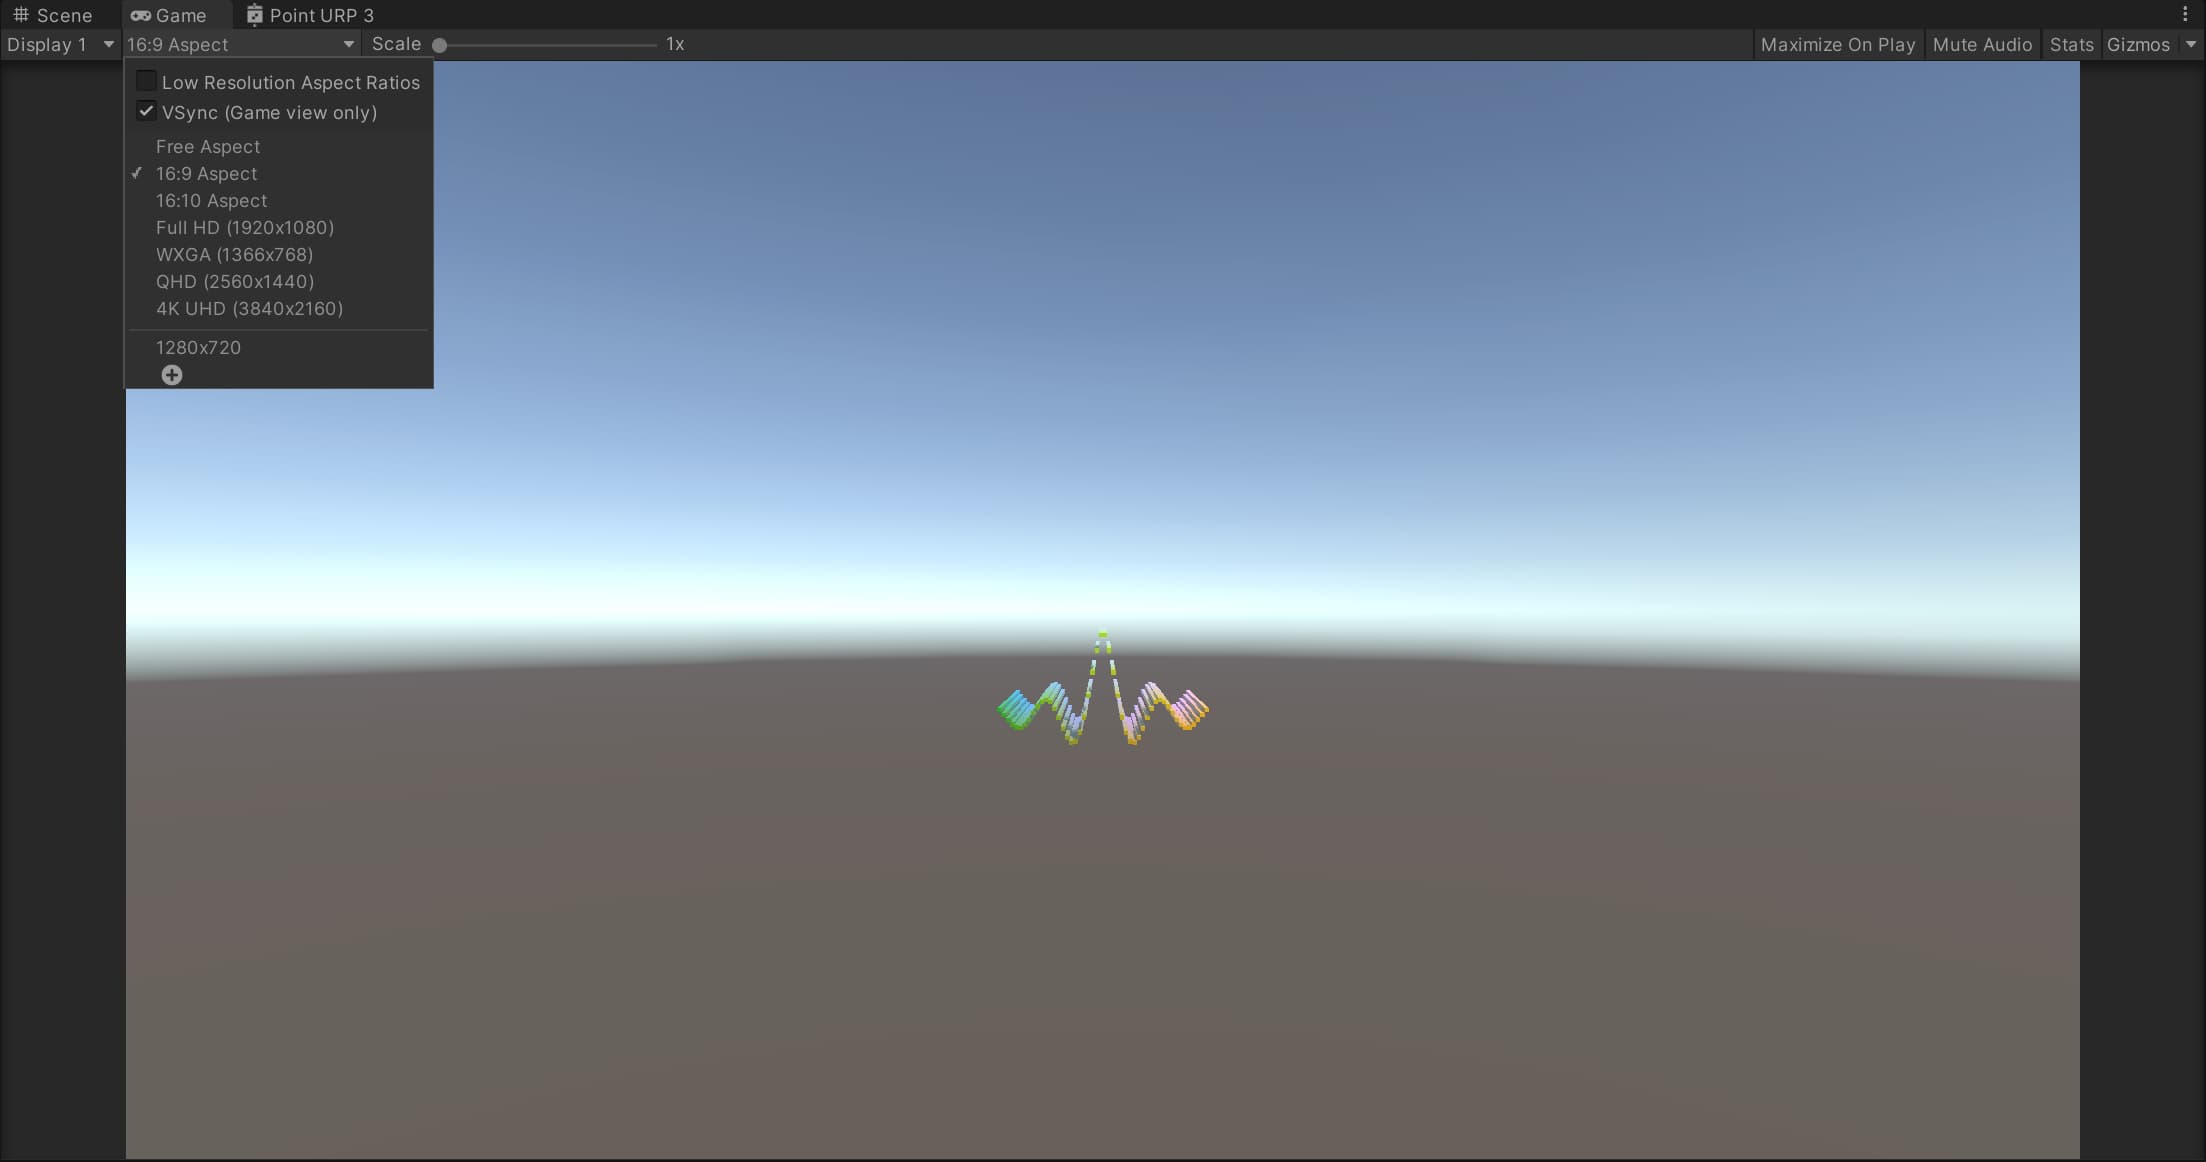 Scene Game Point URP 3
Display 1 16:9 Aspect Scale 1x Maximize On Play Mute Audio Stats Gizmos
Low Resolution Aspect Ratios
VSync (Game view only)
Free Aspect
16:9 Aspect
16:10 Aspect
Full HD (1920x1080)
WXGA (1366x768)
QHD (2560x1440)
4K UHD (3840x2160)
1280x720